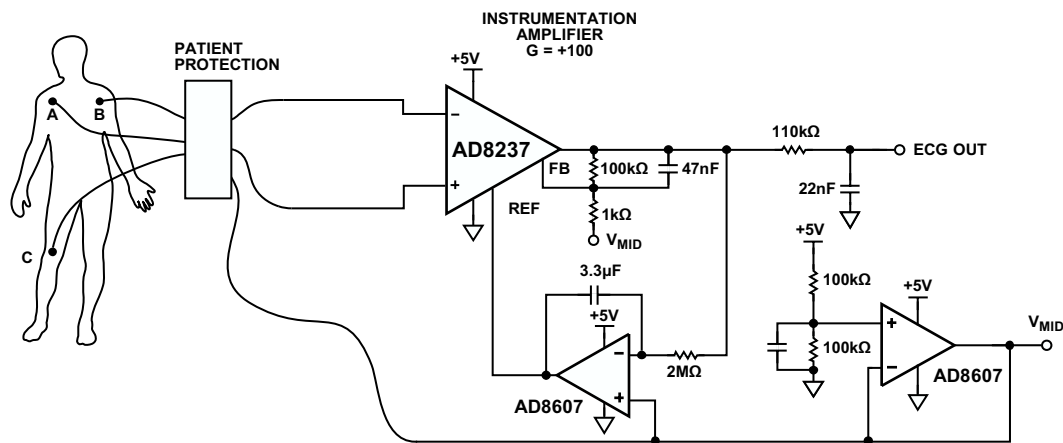 INSTRUMENTATION
AMPLIFIER
G = +100
PATIENT
PROTECTION
+5V
A
B
C
−
+
AD8237
FB
REF
100kΩ
47nF
1kΩ
VMID
110kΩ
ECG OUT
22nF
3.3µF
+5V
−
+
2MΩ
AD8607
+5V
100kΩ
100kΩ
+5V
+
−
AD8607
VMID